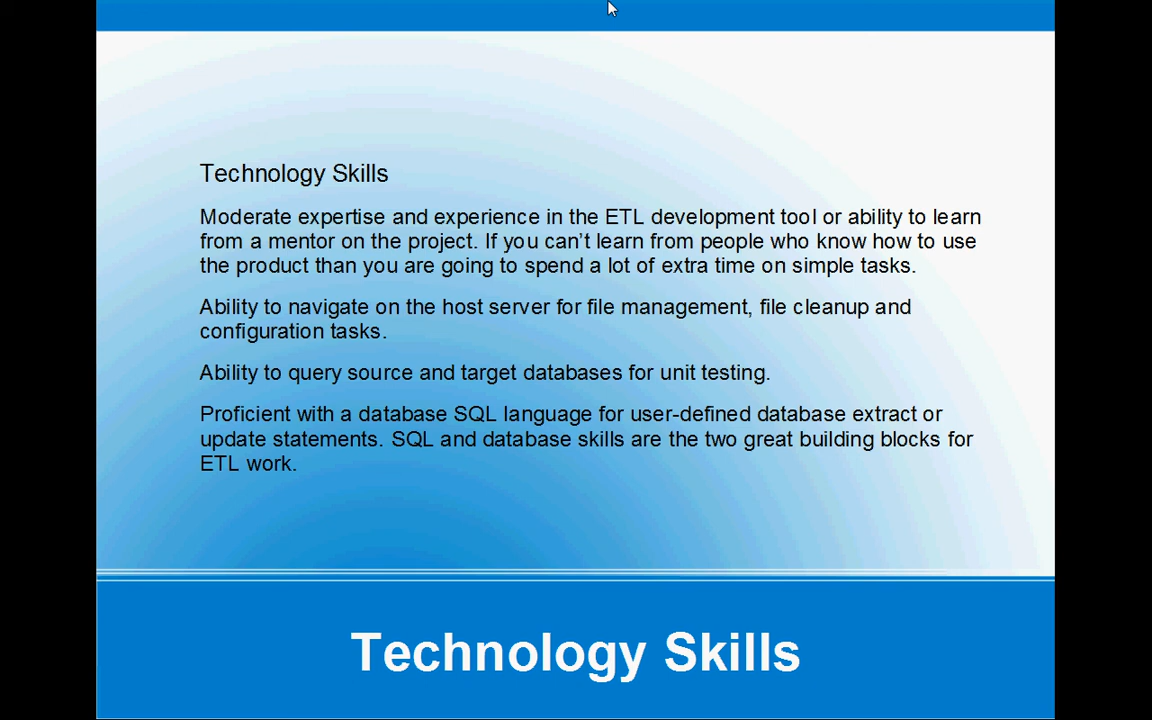 Technology Skills
Moderate expertise and experience in the ETL development tool or ability to learn
from a mentor on the project. If you can’t learn from people who know how to use
the product than you are going to spend a lot of extra time on simple tasks.
Ability to navigate on the host server for file management, file cleanup and
configuration tasks.
Ability to query source and target databases for unit testing.
Proficient with a database SQL language for user-defined database extract or
update statements. SQL and database skills are the two great building blocks for
ETL work.
Technology Skills